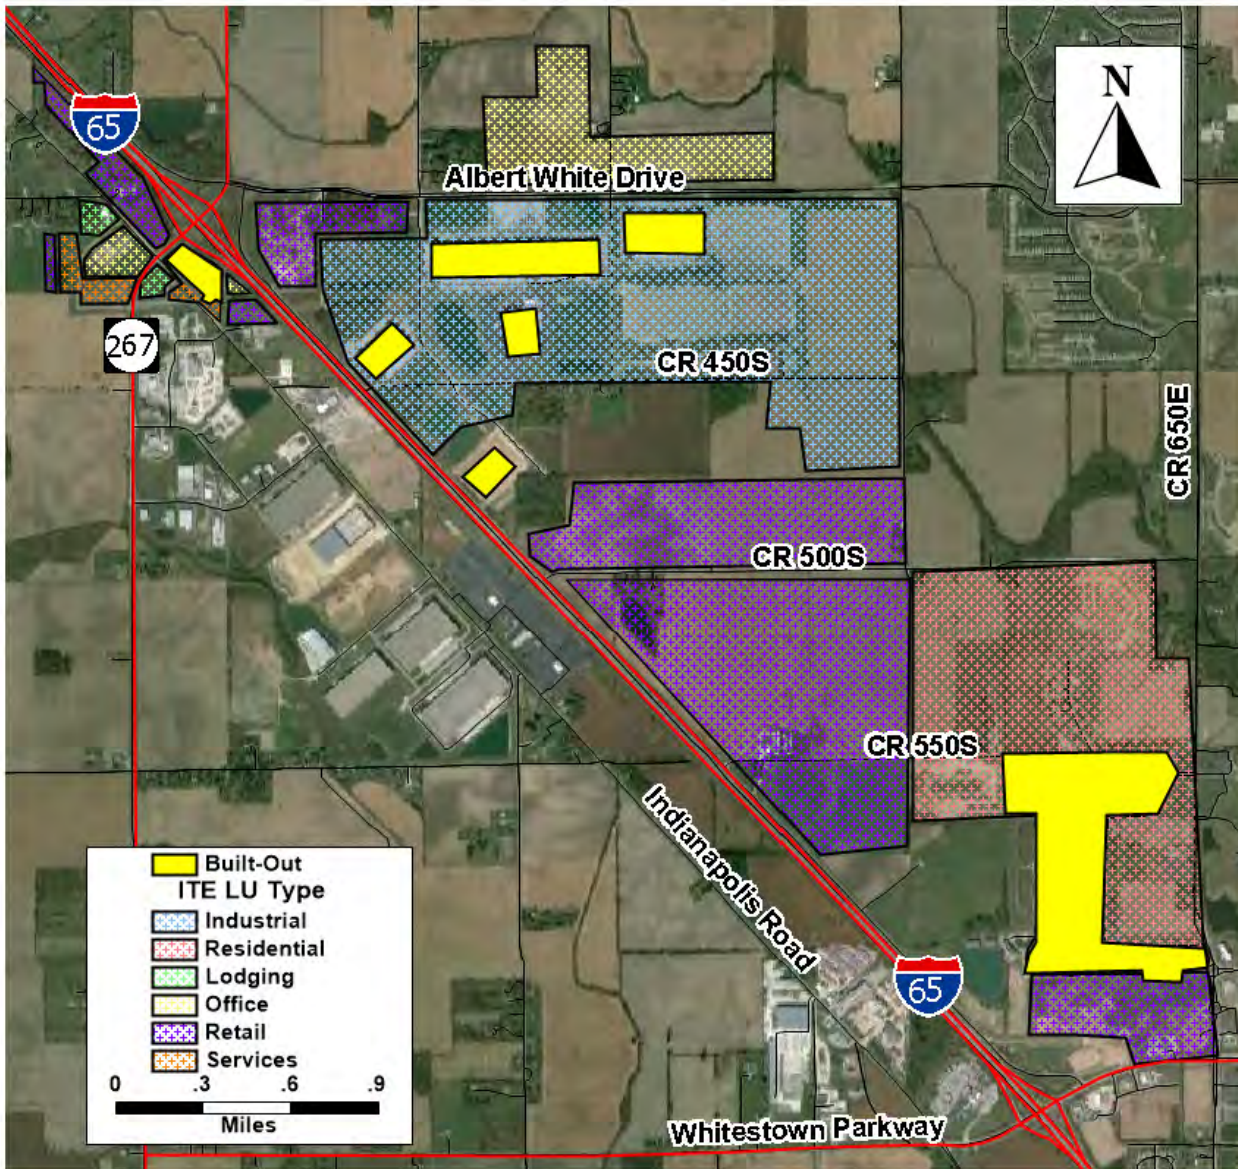 65
N
Albert White Drive
267
CR 450S
CR 650E
CR 500S
CR 550S
Indianapolis Road
65
Whitestown Parkway
Built-Out
ITE LU Type
Industrial
Residential
Lodging
Office
Retail
Services
0 .3 .6 .9
Miles